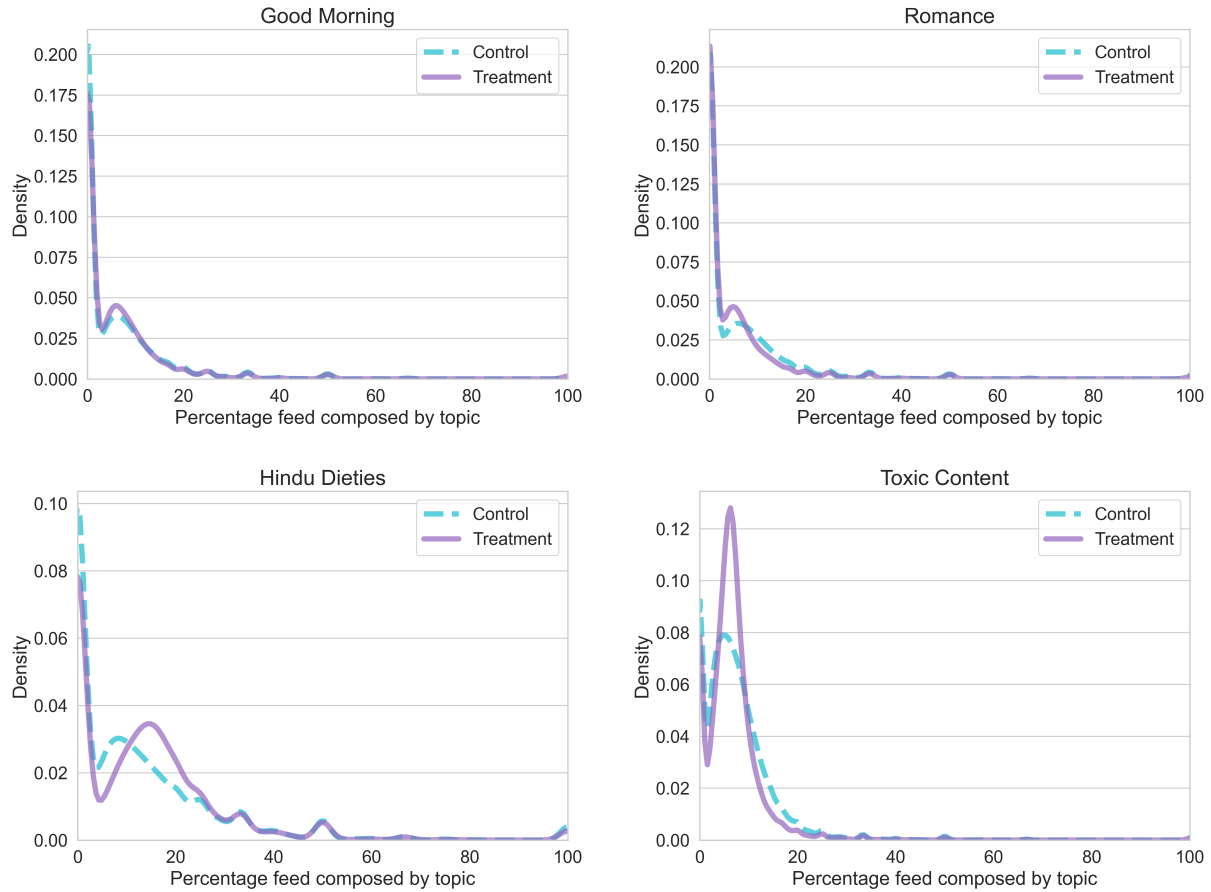 Good Morning
Control
Treatment
Density
0.200
0.175
0.150
0.125
0.100
0.075
0.050
0.025
0.000
0 20 40 60 80 100
Percentage feed composed by topic
Romance
Control
Treatment
Density
0.200
0.175
0.150
0.125
0.100
0.075
0.050
0.025
0.000
0 20 40 60 80 100
Percentage feed composed by topic
Hindu Dieties
Control
Treatment
Density
0.10
0.08
0.06
0.04
0.02
0.00
0 20 40 60 80 100
Percentage feed composed by topic
Toxic Content
Control
Treatment
Density
0.12
0.10
0.08
0.06
0.04
0.02
0.00
0 20 40 60 80 100
Percentage feed composed by topic